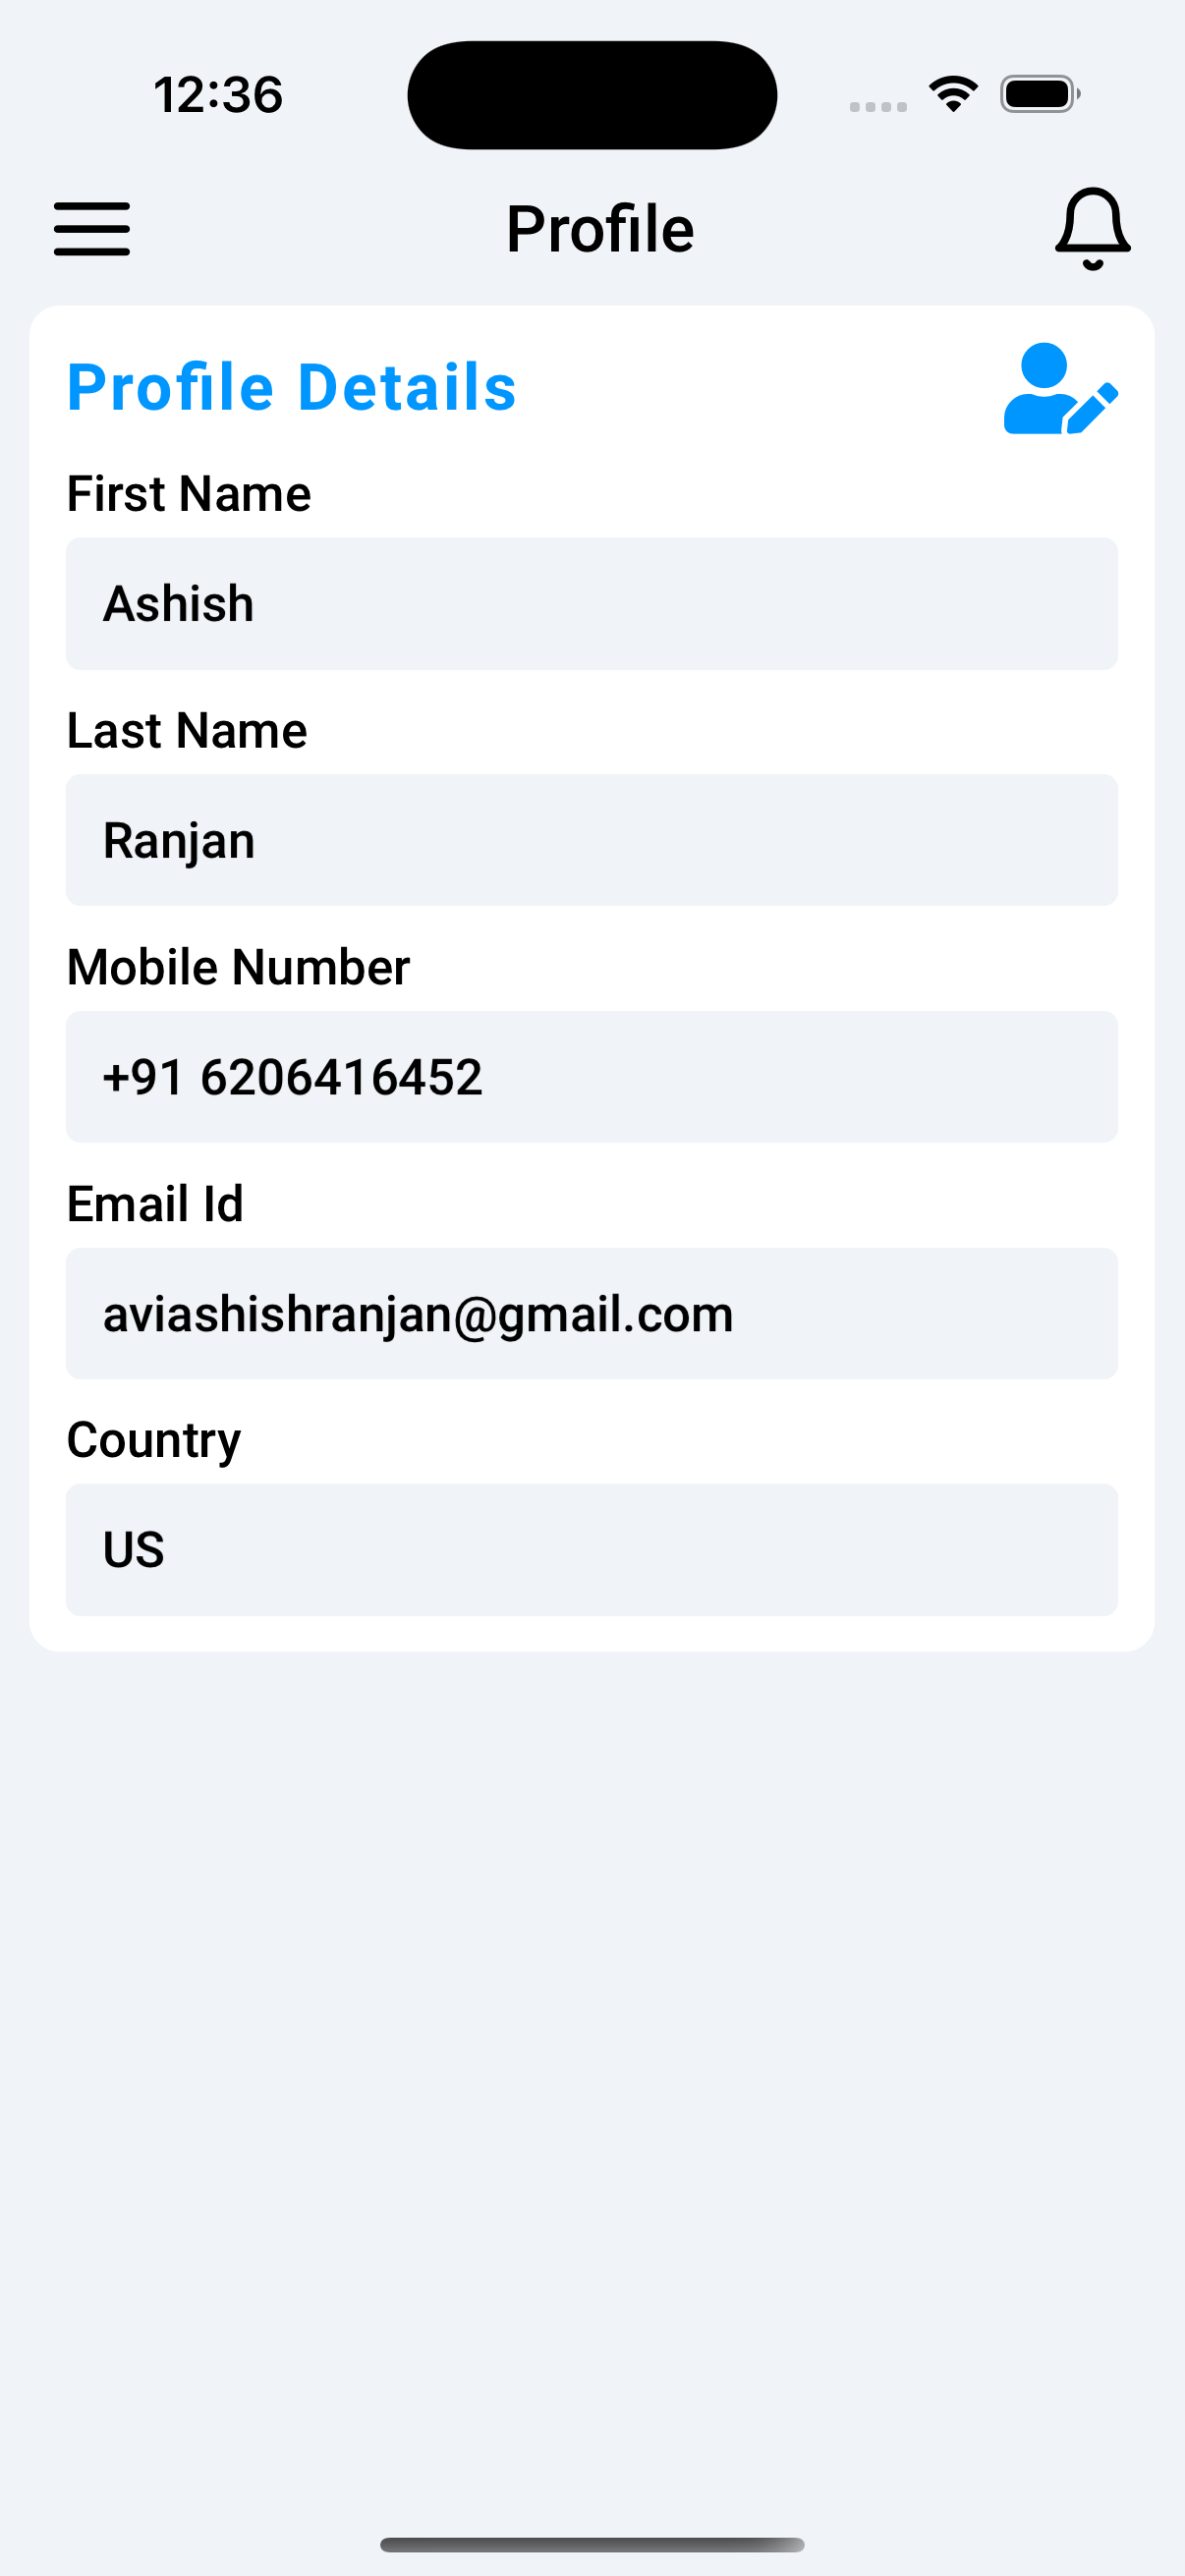 12:36
Profile
Profile Details
First Name
Ashish
Last Name
Ranjan
Mobile Number
+91 6206416452
Email Id
aviashishranjan@gmail.com
Country
US